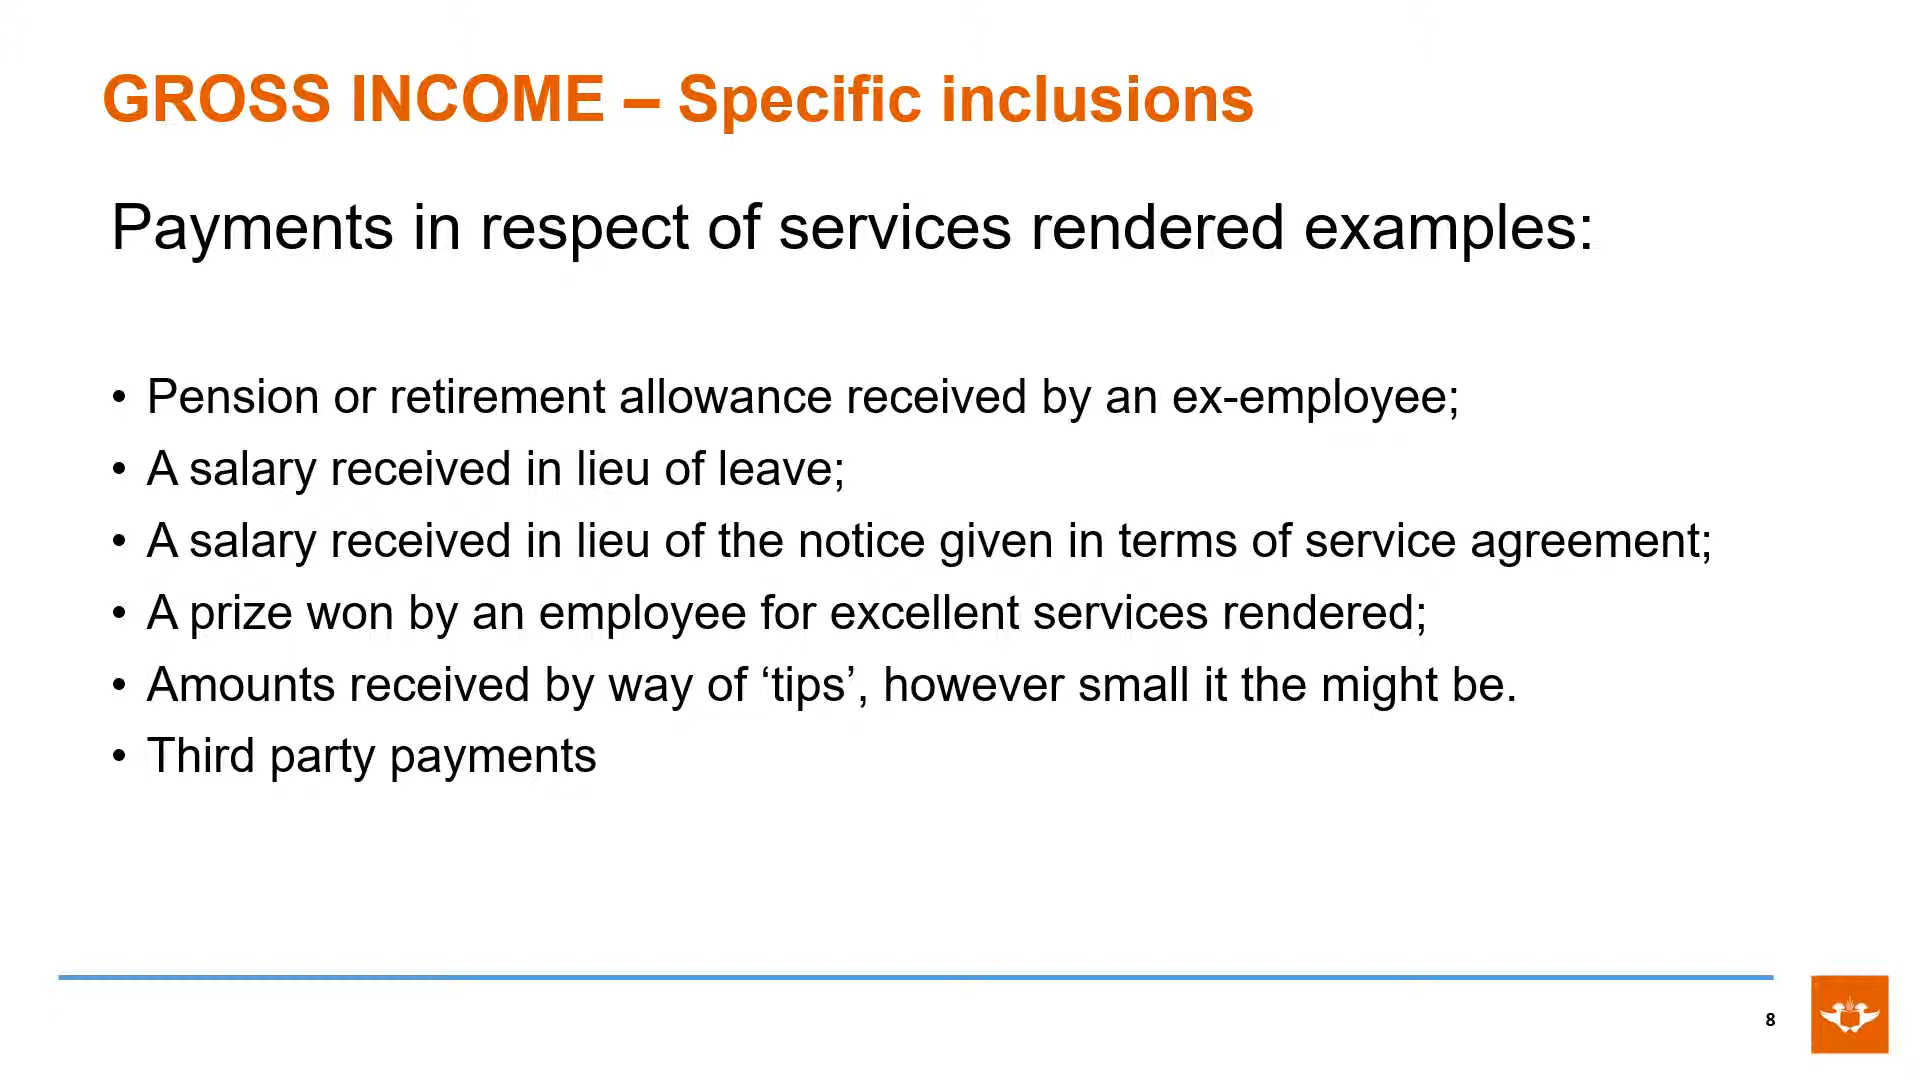 GROSS INCOME – Specific inclusions
Payments in respect of services rendered examples:
• Pension or retirement allowance received by an ex-employee;
• A salary received in lieu of leave;
• A salary received in lieu of the notice given in terms of service agreement;
• A prize won by an employee for excellent services rendered;
• Amounts received by way of ‘tips’, however small it the might be.
• Third party payments
8